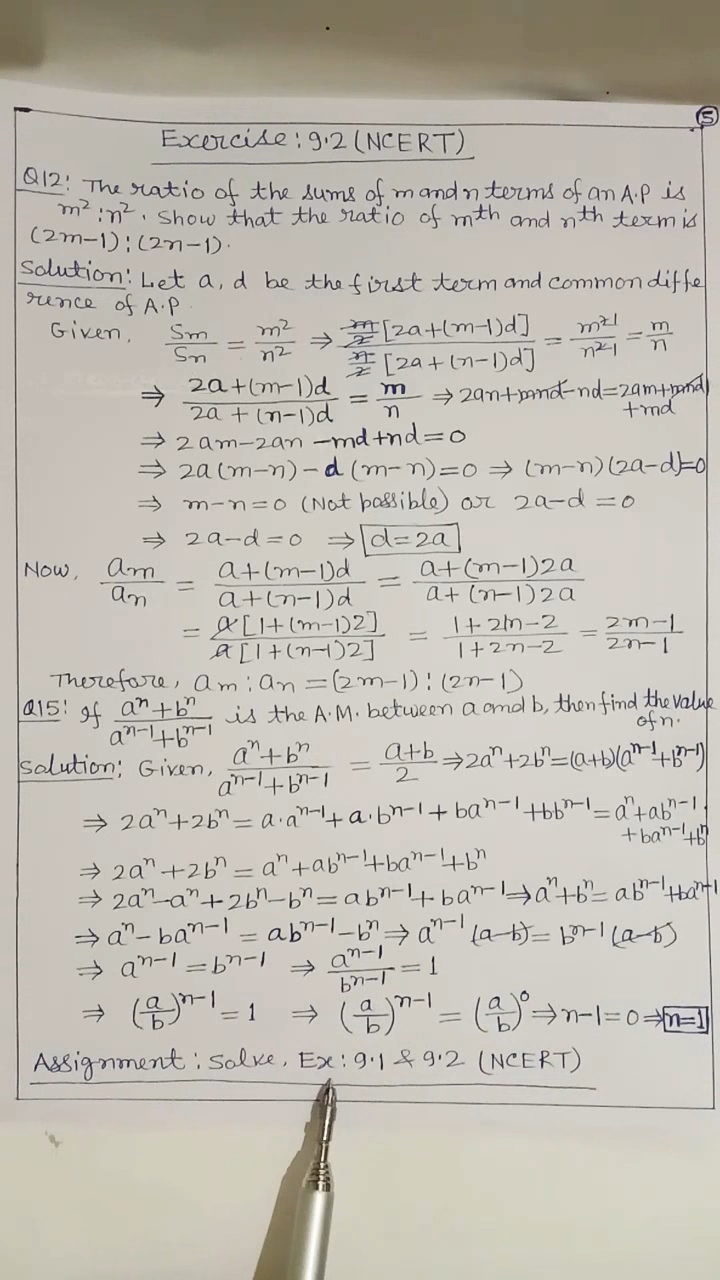 ⑤
Exercise: 9.2 (NCERT)
Q12: The ratio of the sums of m and n terms of an A.P is
m²:n². Show that the ratio of mth and nth term is
(2m-1):(2n-1).
Solution: Let a, d be the first term and common diffe
rence of A.P.
Given, Sm/Sn = m²/n² ⇒ m/2[2a+(m-1)d] / n/2[2a+(n-1)d] = m²/n² = m/n
⇒ 2a+(m-1)d / 2a+(n-1)d = m/n ⇒ 2an+mnd-nd=2am+mnd
+md
⇒ 2am-2an -md+nd=0
⇒ 2a(m-n)-d(m-n)=0 ⇒ (m-n)(2a-d)=0
⇒ m-n=0 (Not passible) or 2a-d=0
⇒ 2a-d=0 ⇒ d=2a
Now, am/an = a+(m-1)d / a+(n-1)d = a+(m-1)2a / a+(n-1)2a
= a[1+(m-1)2] / a[1+(n-1)2] = 1+2m-2 / 1+2n-2 = 2m-1 / 2n-1
Therefore, am:an=(2m-1):(2n-1)
Q15: If aⁿ+bⁿ / aⁿ⁻¹+bⁿ⁻¹ is the A.M. between a and b, then find the value
of n.
Solution: Given, aⁿ+bⁿ / aⁿ⁻¹+bⁿ⁻¹ = a+b/2 ⇒ 2aⁿ+2bⁿ=(a+b)(aⁿ⁻¹+bⁿ⁻¹)
⇒ 2aⁿ+2bⁿ= a·aⁿ⁻¹+a·bⁿ⁻¹+baⁿ⁻¹+bbⁿ⁻¹=aⁿ+abⁿ⁻¹
+baⁿ⁻¹+bⁿ
⇒ 2aⁿ+2bⁿ=aⁿ+abⁿ⁻¹+baⁿ⁻¹+bⁿ
⇒ 2aⁿ-aⁿ+2bⁿ-bⁿ=abⁿ⁻¹+baⁿ⁻¹⇒aⁿ+bⁿ=abⁿ⁻¹+baⁿ⁻¹
⇒ aⁿ-baⁿ⁻¹=abⁿ⁻¹-bⁿ⇒ aⁿ⁻¹(a-b)=bⁿ⁻¹(a-b)
⇒ aⁿ⁻¹=bⁿ⁻¹ ⇒ aⁿ⁻¹/bⁿ⁻¹=1
⇒ (a/b)ⁿ⁻¹=1 ⇒ (a/b)ⁿ⁻¹=(a/b)⁰⇒n-1=0⇒n=1
Assignment: Solve, Ex: 9.1 & 9.2 (NCERT)